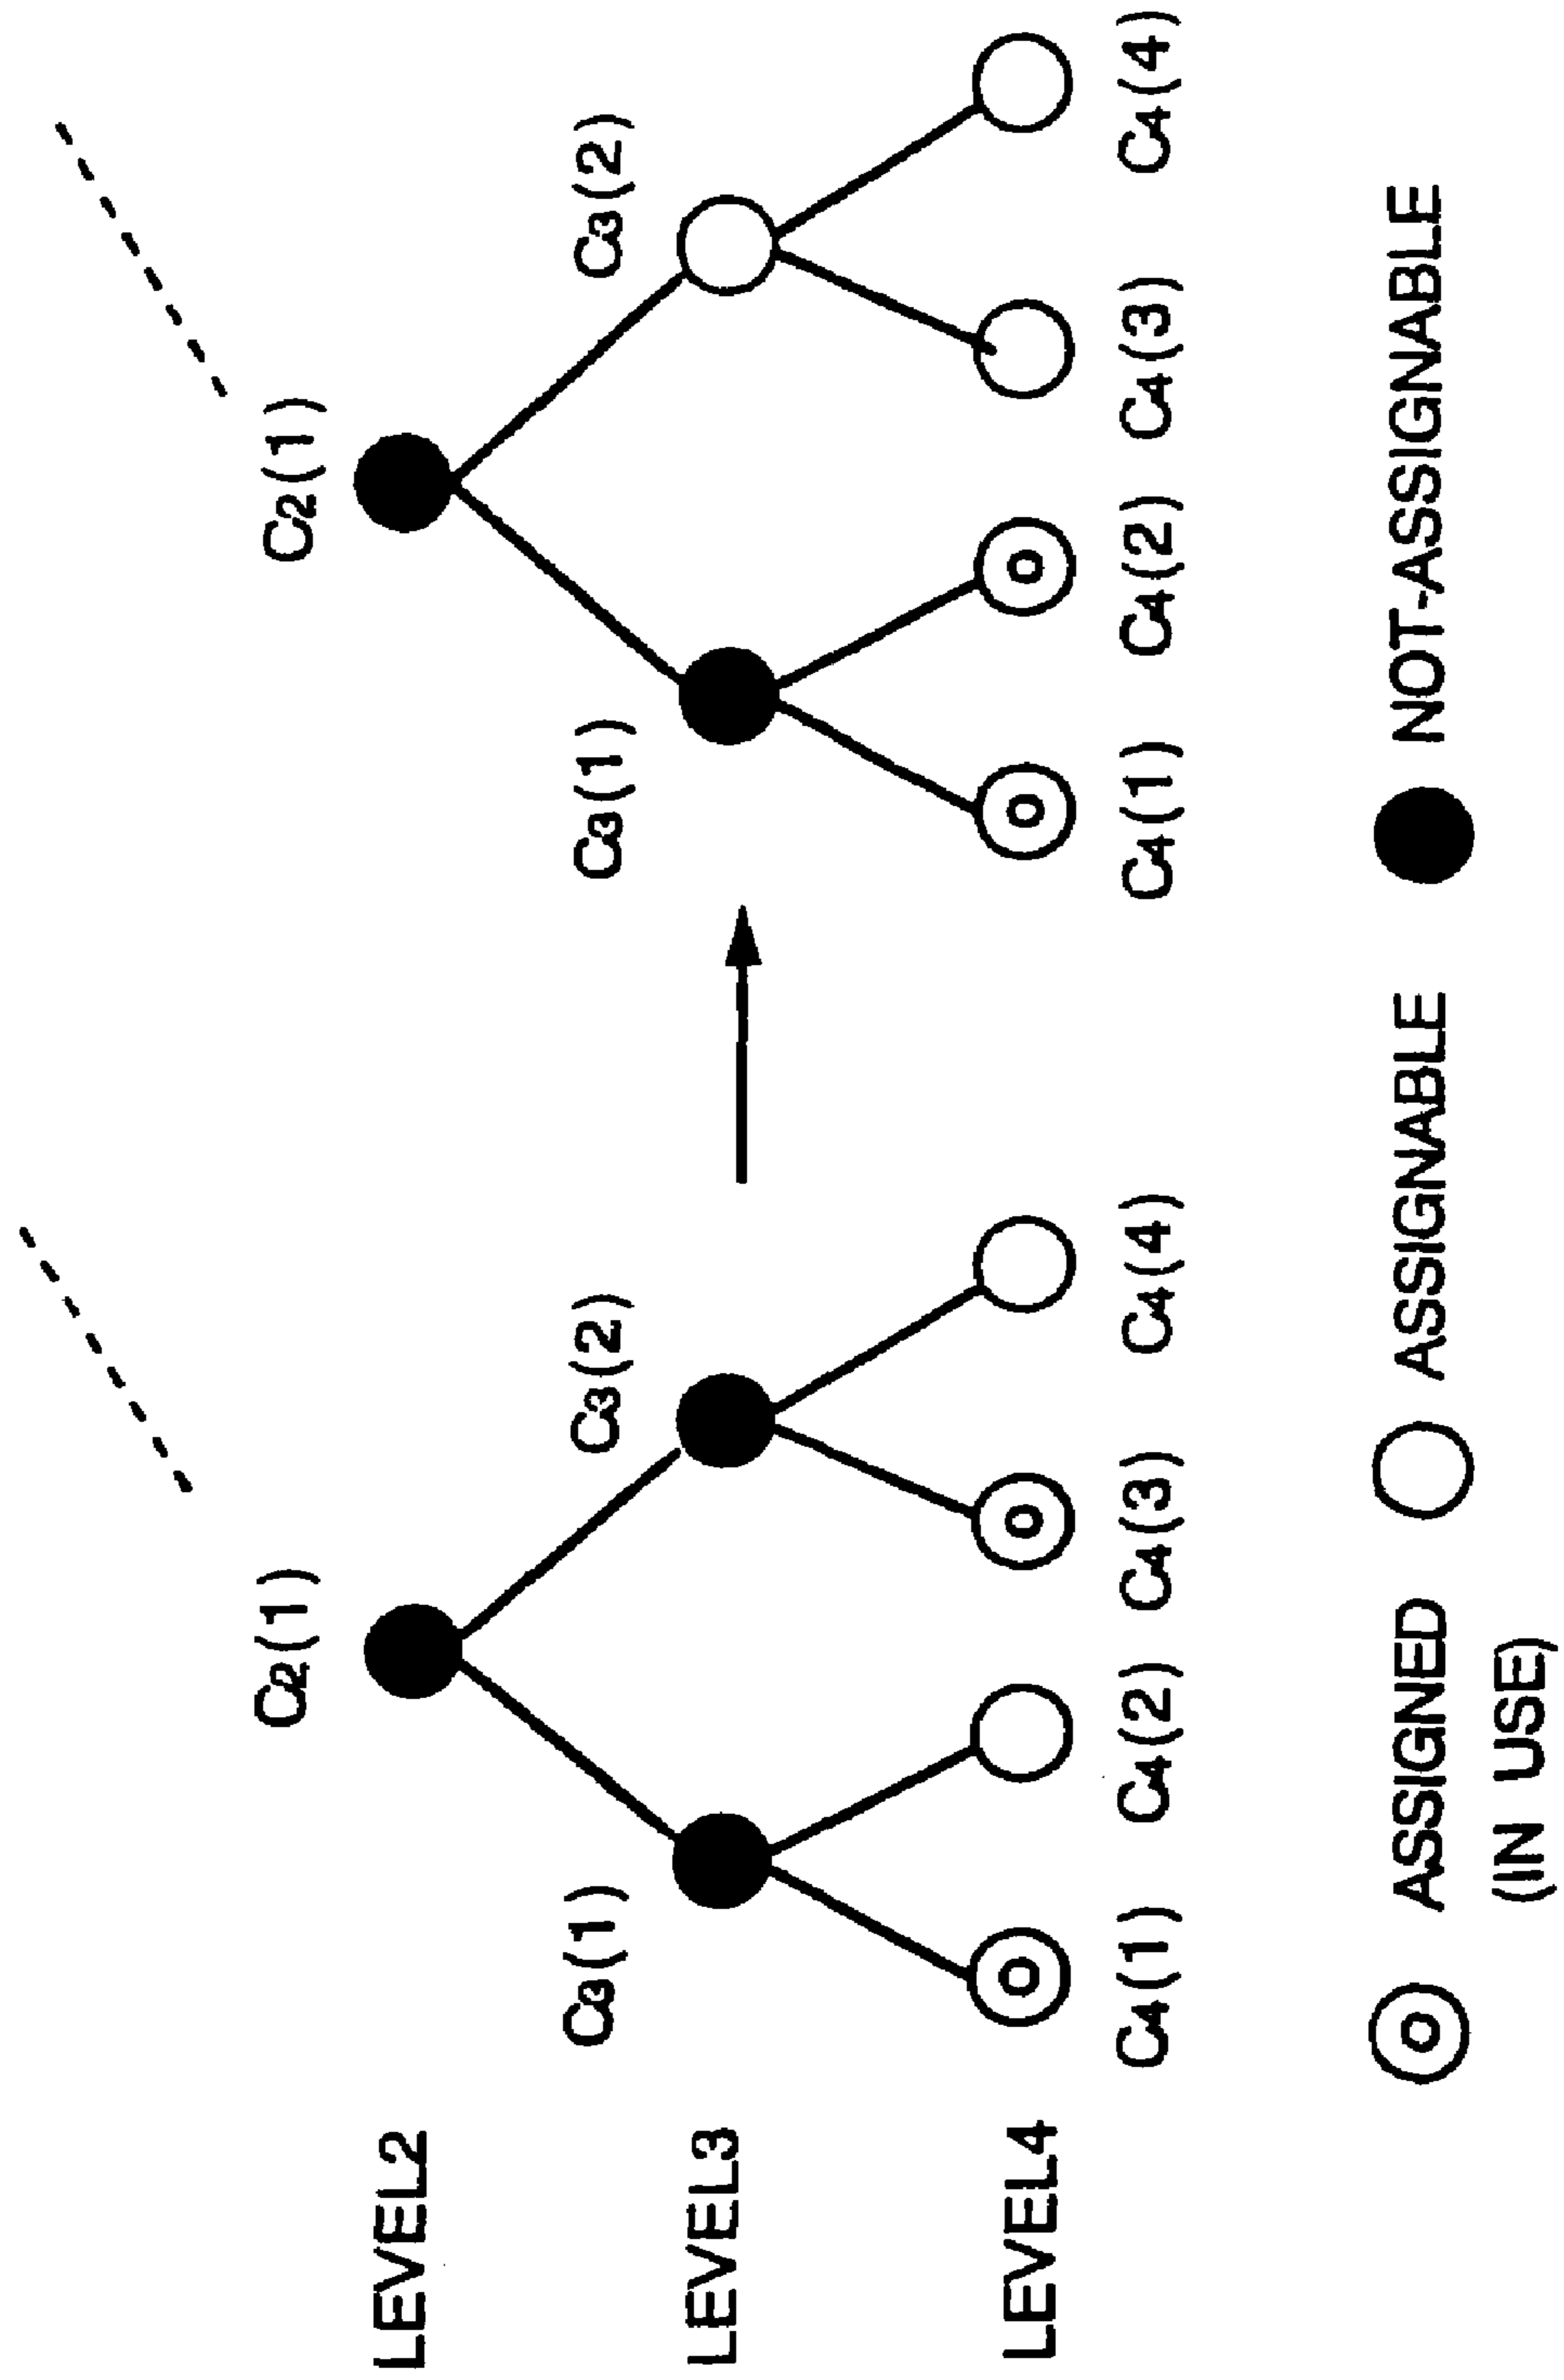 C2(1) C2(1)
LEVEL2
C3(1) C3(2) C3(1) C3(2)
LEVEL3
LEVEL4
C4(1) C4(2) C4(3) C4(4) C4(1) C4(2) C4(3) C4(4)
ASSIGNED ASSIGNABLE NOT-ASSIGNABLE
(IN USE)